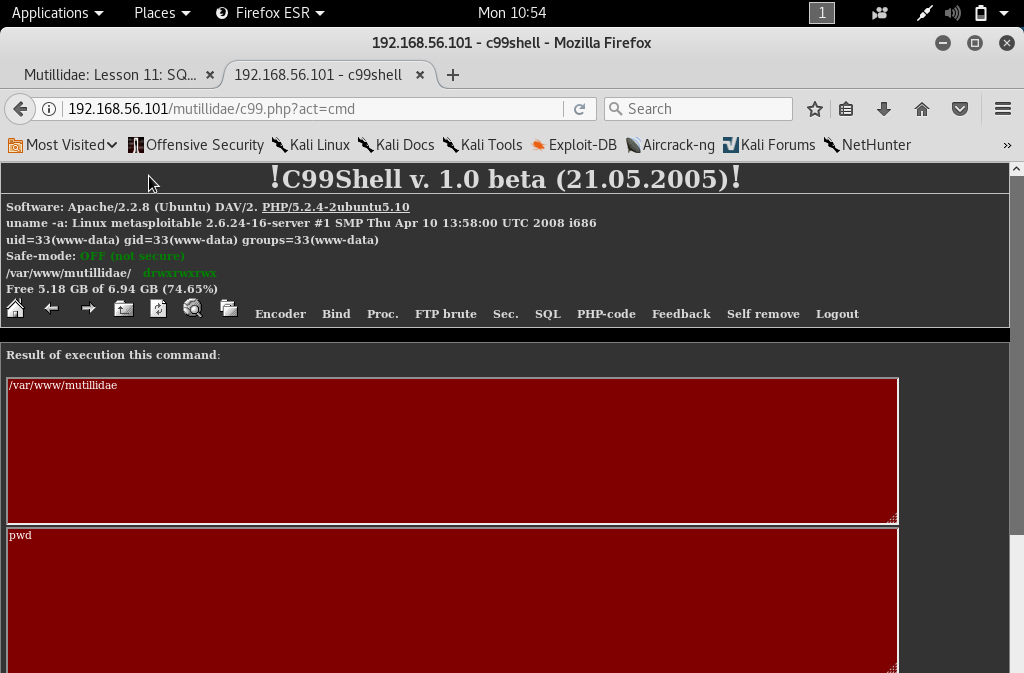 Applications Places Firefox ESR Mon 10:54 1
192.168.56.101 - c99shell - Mozilla Firefox
Mutillidae: Lesson 11: SQ... 192.168.56.101 - c99shell
192.168.56.101/mutillidae/c99.php?act=cmd Search
Most Visited Offensive Security Kali Linux Kali Docs Kali Tools Exploit-DB Aircrack-ng Kali Forums NetHunter »
!C99Shell v. 1.0 beta (21.05.2005)!
Software: Apache/2.2.8 (Ubuntu) DAV/2. PHP/5.2.4-2ubuntu5.10
uname -a: Linux metasploitable 2.6.24-16-server #1 SMP Thu Apr 10 13:58:00 UTC 2008 i686
uid=33(www-data) gid=33(www-data) groups=33(www-data)
Safe-mode: OFF (not secure)
/var/www/mutillidae/ drwxrwxrwx
Free 5.18 GB of 6.94 GB (74.65%)
Encoder Bind Proc. FTP brute Sec. SQL PHP-code Feedback Self remove Logout
Result of execution this command:
/var/www/mutillidae
pwd